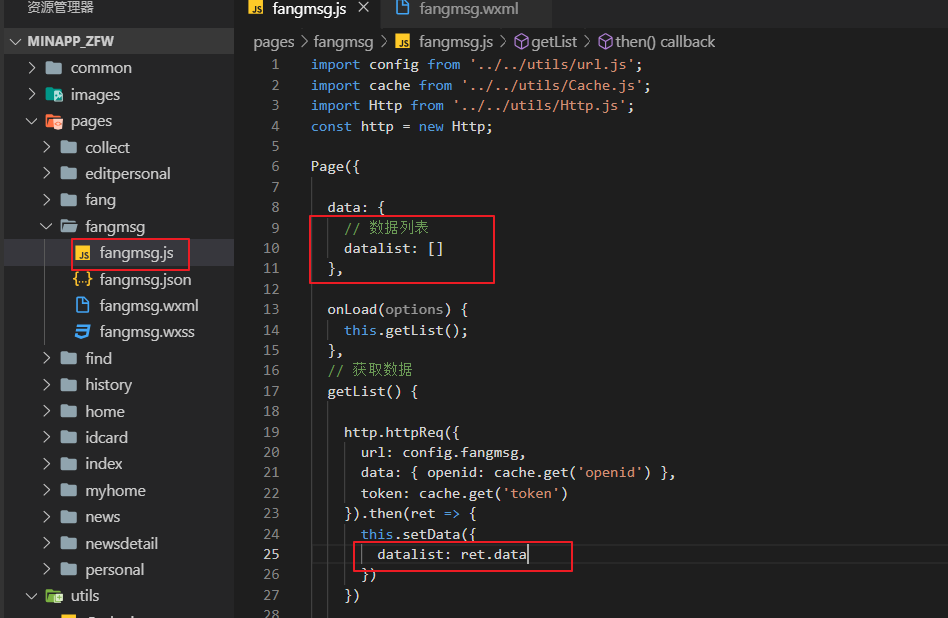 资源管理器
fangmsg.js
fangmsg.wxml
MINAPP_ZFW
common
images
pages
collect
editpersonal
fang
fangmsg
JS fangmsg.js
{..} fangmsg.json
fangmsg.wxml
fangmsg.wxss
find
history
home
idcard
index
myhome
news
newsdetail
personal
utils
pages > fangmsg > JS fangmsg.js > getList > then() callback
1 import config from '../../utils/url.js';
2 import cache from '../../utils/Cache.js';
3 import Http from '../../utils/Http.js';
4 const http = new Http;
5
6 Page({
7
8 data: {
9 // 数据列表
10 datalist: []
11 },
12
13 onLoad(options) {
14 this.getList();
15 },
16 // 获取数据
17 getList() {
18
19 http.httpReq({
20 url: config.fangmsg,
21 data: { openid: cache.get('openid') },
22 token: cache.get('token')
23 }).then(ret => {
24 this.setData({
25 datalist: ret.data
26 })
27 })
28